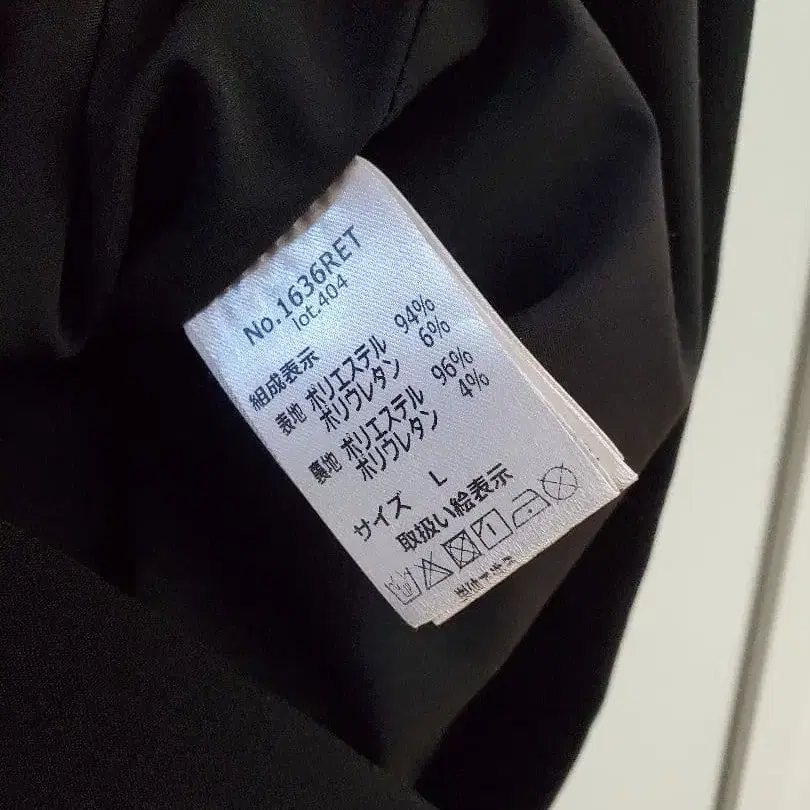 No.1636RET
lot.404
組成表示
表地 ポリエステル 94%
ポリウレタン 6%
裏地 ポリエステル 96%
ポリウレタン 4%
サイズ L
取扱い絵表示